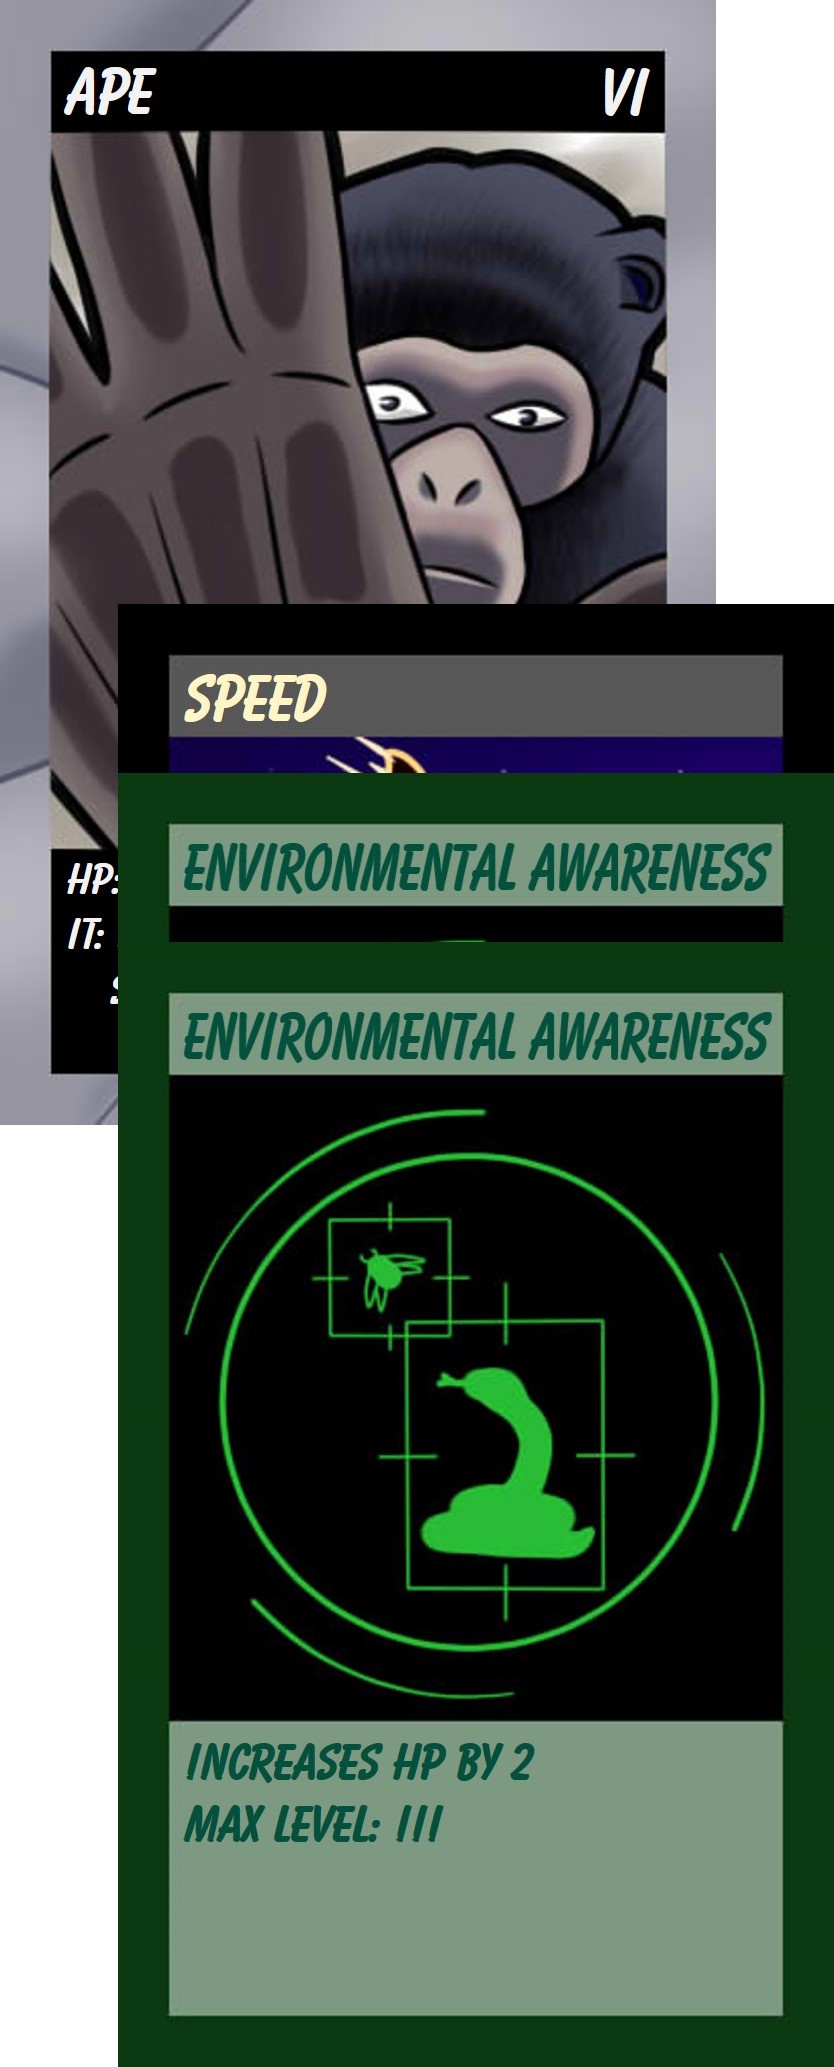 APE VI
HP:
IT:
SPEED
ENVIRONMENTAL AWARENESS
ENVIRONMENTAL AWARENESS
INCREASES HP BY 2
MAX LEVEL: III